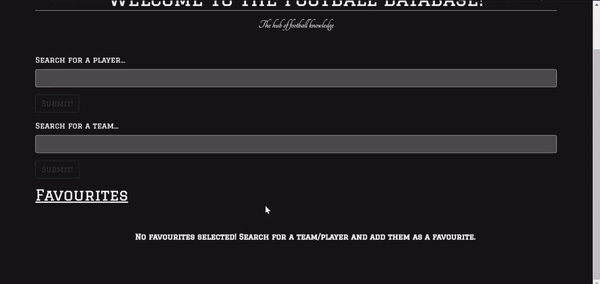 Welcome to the Football Database!
The hub of football knowledge
Search for a player...
Submit!
Search for a team...
Submit!
Favourites
No favourites selected! Search for a team/player and add them as a favourite.